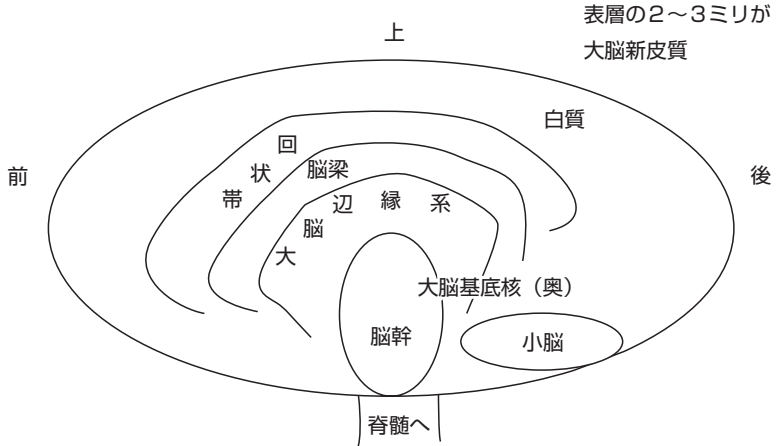 表層の2〜3ミリが
大脳新皮質
上
白質
前
後
帯状回
脳梁
大脳辺縁系
大脳基底核（奥）
脳幹
小脳
脊髄へ